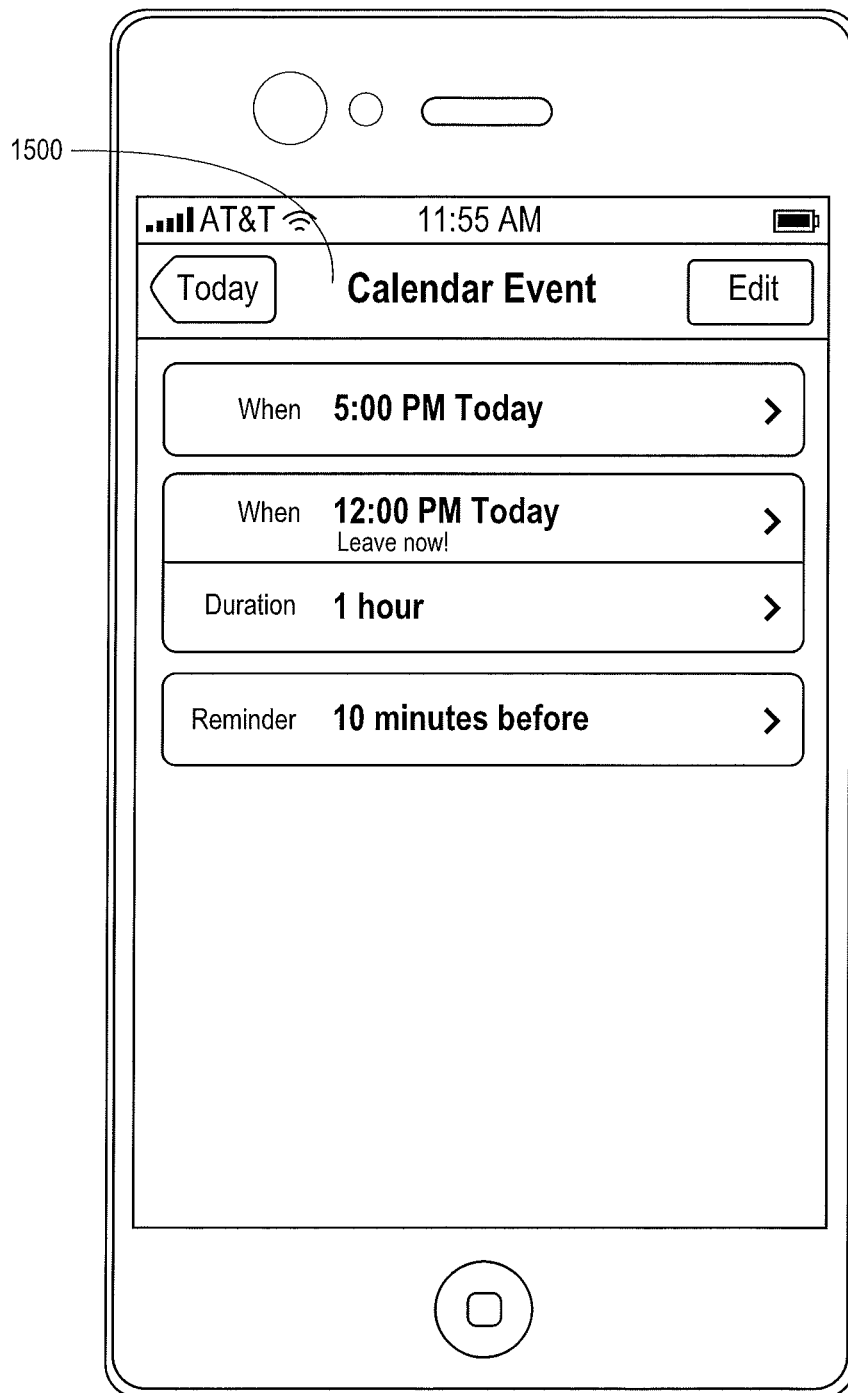 1500
AT&T 11:55 AM
Today Calendar Event Edit
When 5:00 PM Today
When 12:00 PM Today
Leave now!
Duration 1 hour
Reminder 10 minutes before